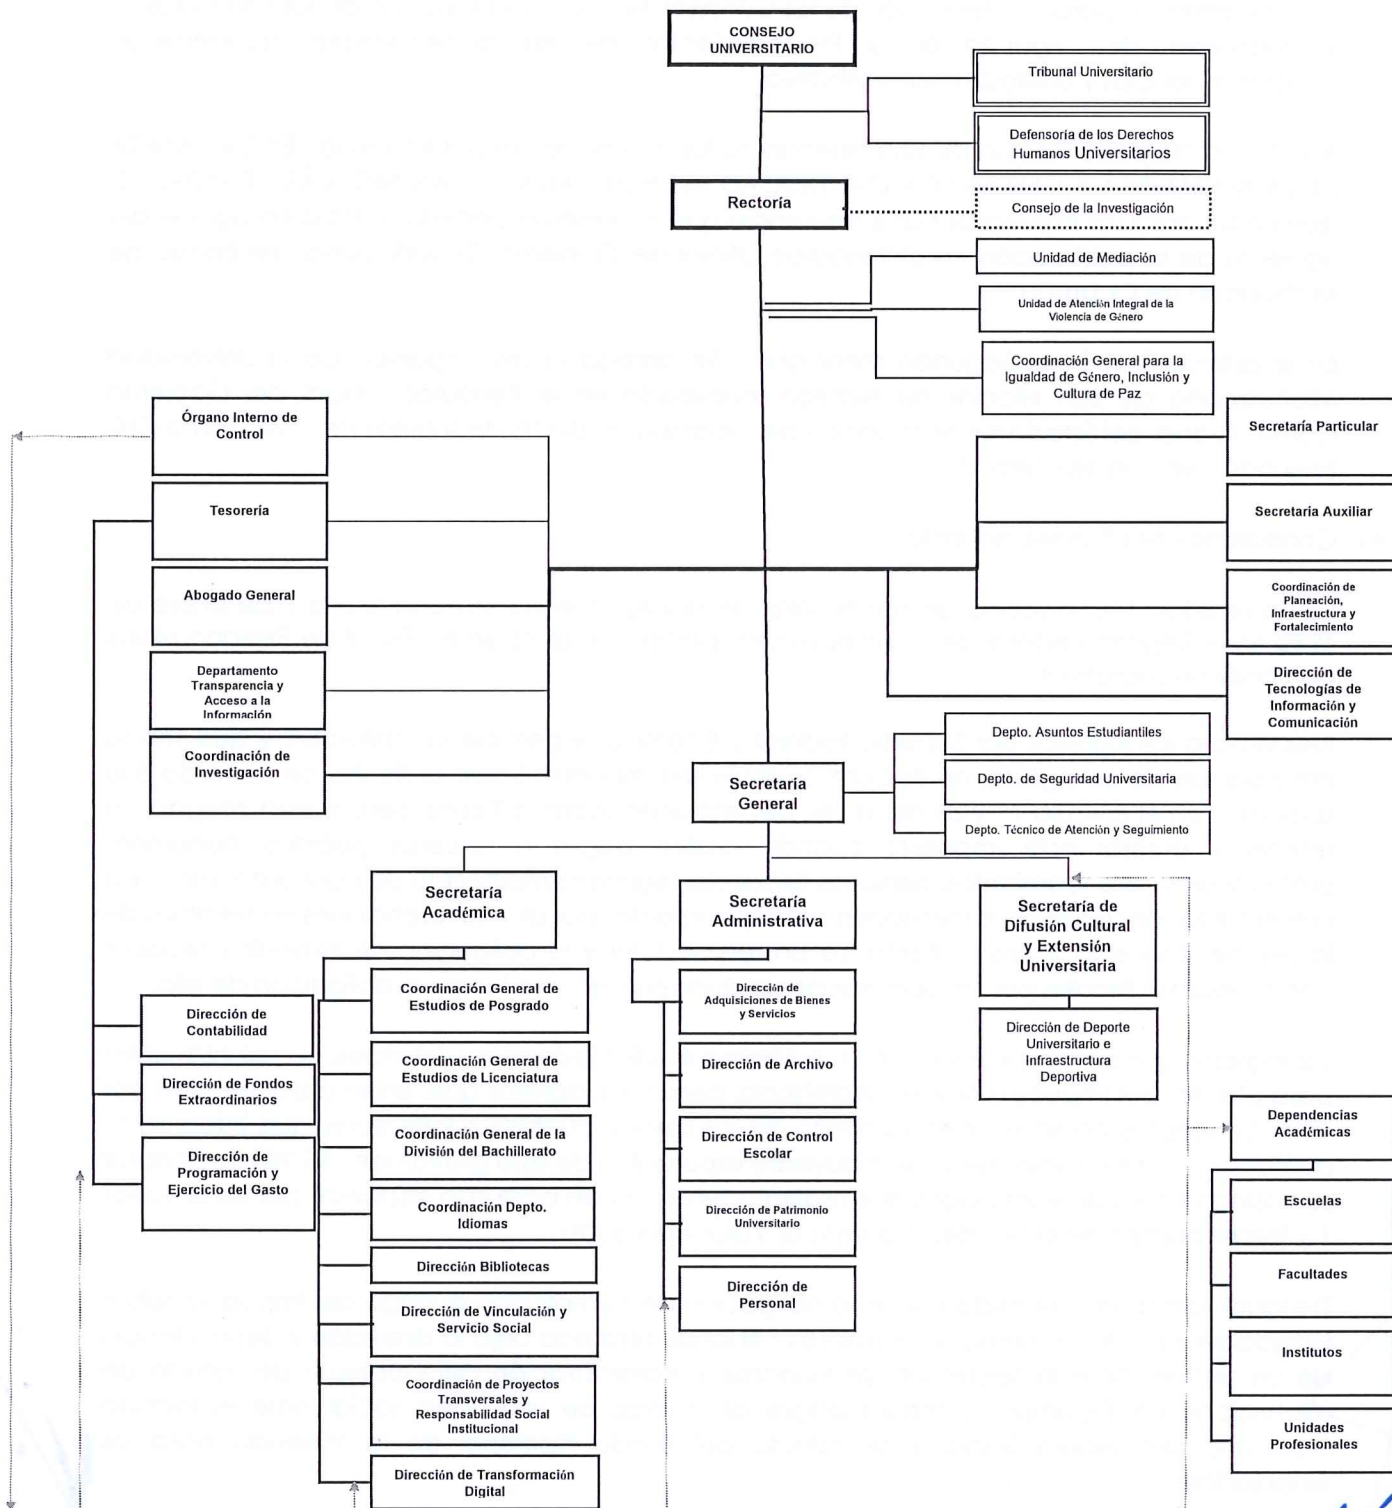 CONSEJO
UNIVERSITARIO
Tribunal Universitario
Defensoría de los Derechos
Humanos Universitarios
Rectoría
Consejo de la Investigación
Unidad de Mediación
Unidad de Atención Integral de la
Violencia de Género
Coordinación General para la
Igualdad de Género, Inclusión y
Cultura de Paz
Órgano Interno de
Control
Tesorería
Abogado General
Departamento
Transparencia y
Acceso a la
Información
Coordinación de
Investigación
Secretaría Particular
Secretaria Auxiliar
Coordinación de
Planeación,
Infraestructura y
Fortalecimiento
Dirección de
Tecnologías de
Información y
Comunicación
Secretaría
General
Depto. Asuntos Estudiantiles
Depto. de Seguridad Universitaria
Depto. Técnico de Atención y Seguimiento
Secretaría
Académica
Secretaría
Administrativa
Secretaría de
Difusión Cultural
y Extensión
Universitaria
Dirección de
Contabilidad
Dirección de Fondos
Extraordinarios
Dirección de
Programación y
Ejercicio del Gasto
Coordinación General de
Estudios de Posgrado
Coordinación General de
Estudios de Licenciatura
Coordinación General de la
División del Bachillerato
Coordinación Depto.
Idiomas
Dirección Bibliotecas
Dirección de Vinculación y
Servicio Social
Coordinación de Proyectos
Transversales y
Responsabilidad Social
Institucional
Dirección de Transformación
Digital
Dirección de
Adquisiciones de Bienes
y Servicios
Dirección de Archivo
Dirección de Control
Escolar
Dirección de Patrimonio
Universitario
Dirección de
Personal
Dirección de Deporte
Universitario e
Infraestructura
Deportiva
Dependencias
Académicas
Escuelas
Facultades
Institutos
Unidades
Profesionales